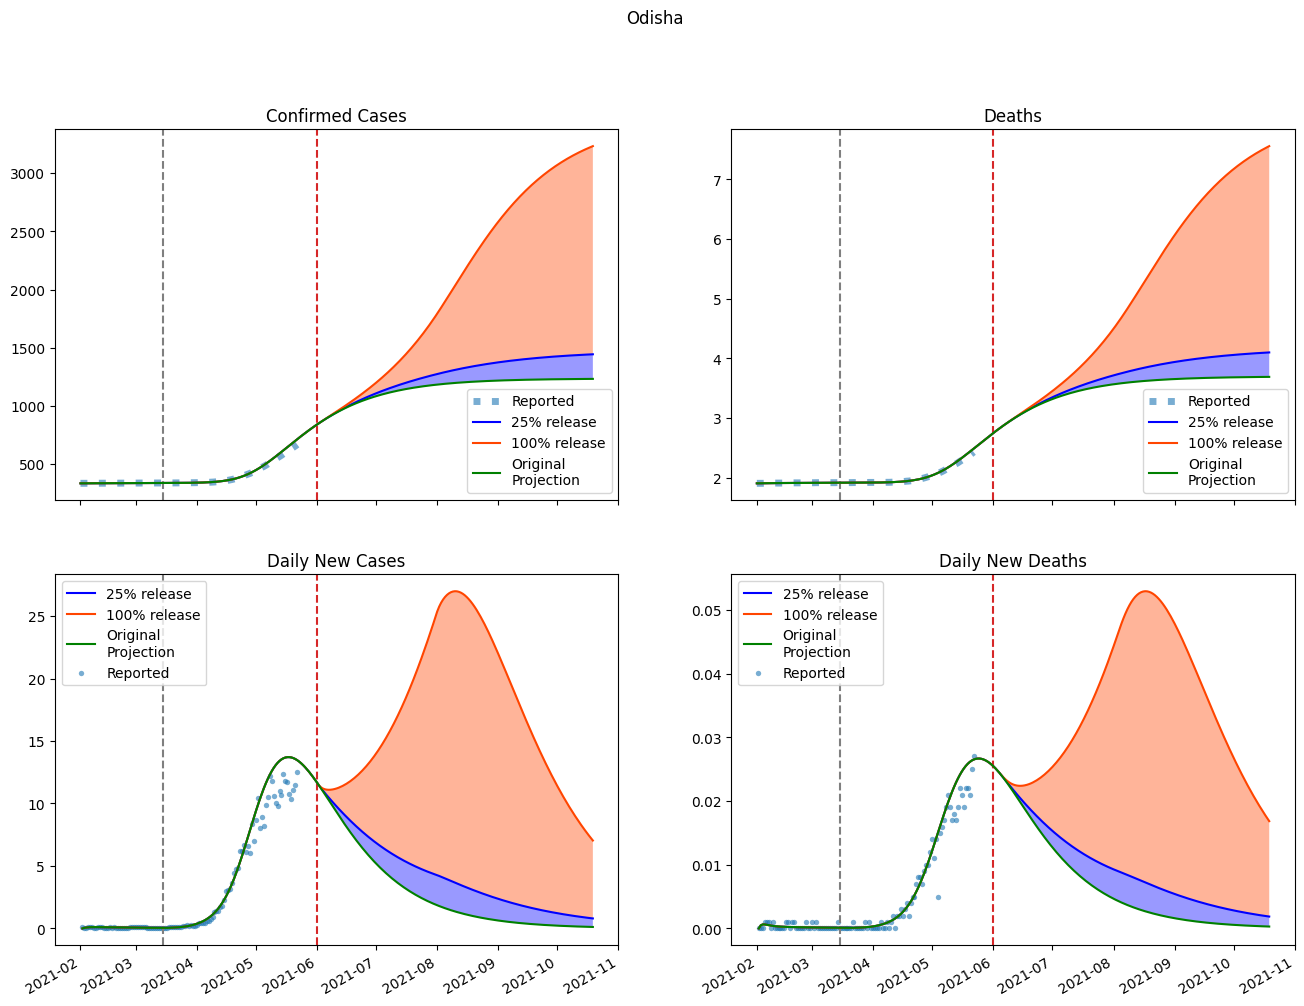 Odisha
Confirmed Cases
3000
2500
2000
1500
1000
500
Reported
25% release
100% release
Original
Projection
Deaths
7
6
5
4
3
2
Reported
25% release
100% release
Original
Projection
Daily New Cases
25
20
15
10
5
0
25% release
100% release
Original
Projection
Reported
2021-02
2021-03
2021-04
2021-05
2021-06
2021-07
2021-08
2021-09
2021-10
2021-11
Daily New Deaths
0.05
0.04
0.03
0.02
0.01
0.00
25% release
100% release
Original
Projection
Reported
2021-02
2021-03
2021-04
2021-05
2021-06
2021-07
2021-08
2021-09
2021-10
2021-11